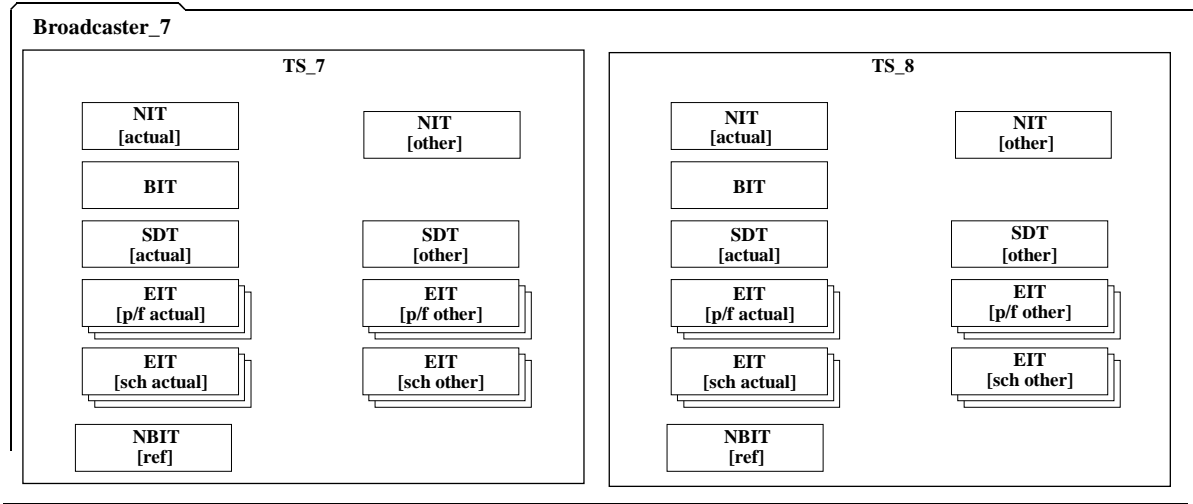 Broadcaster_7
TS_7
NIT
[actual]
NIT
[other]
BIT
SDT
[actual]
SDT
[other]
EIT
[p/f actual]
EIT
[p/f other]
EIT
[sch actual]
EIT
[sch other]
NBIT
[ref]
TS_8
NIT
[actual]
NIT
[other]
BIT
SDT
[actual]
SDT
[other]
EIT
[p/f actual]
EIT
[p/f other]
EIT
[sch actual]
EIT
[sch other]
NBIT
[ref]